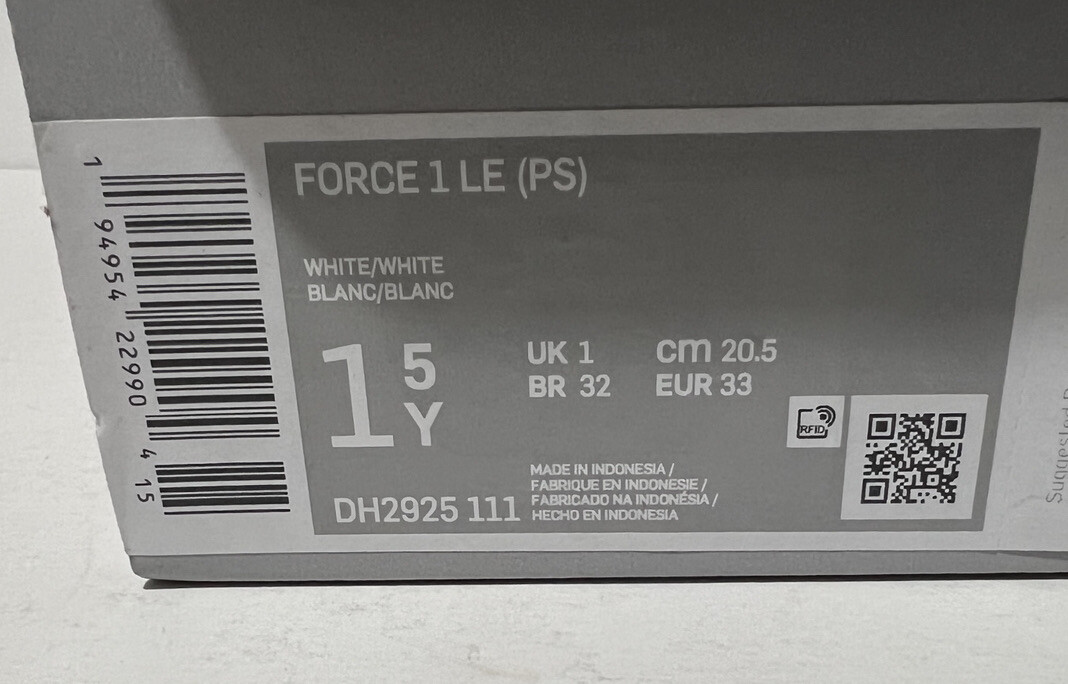 FORCE 1 LE (PS)
WHITE/WHITE
BLANC/BLANC
1 5 Y
UK 1 cm 20.5
BR 32 EUR 33
RFID
DH2925 111
MADE IN INDONESIA /
FABRIQUE EN INDONESIE /
FABRICADO NA INDONÉSIA /
HECHO EN INDONESIA
1 94954 22990 4 15
Suggested